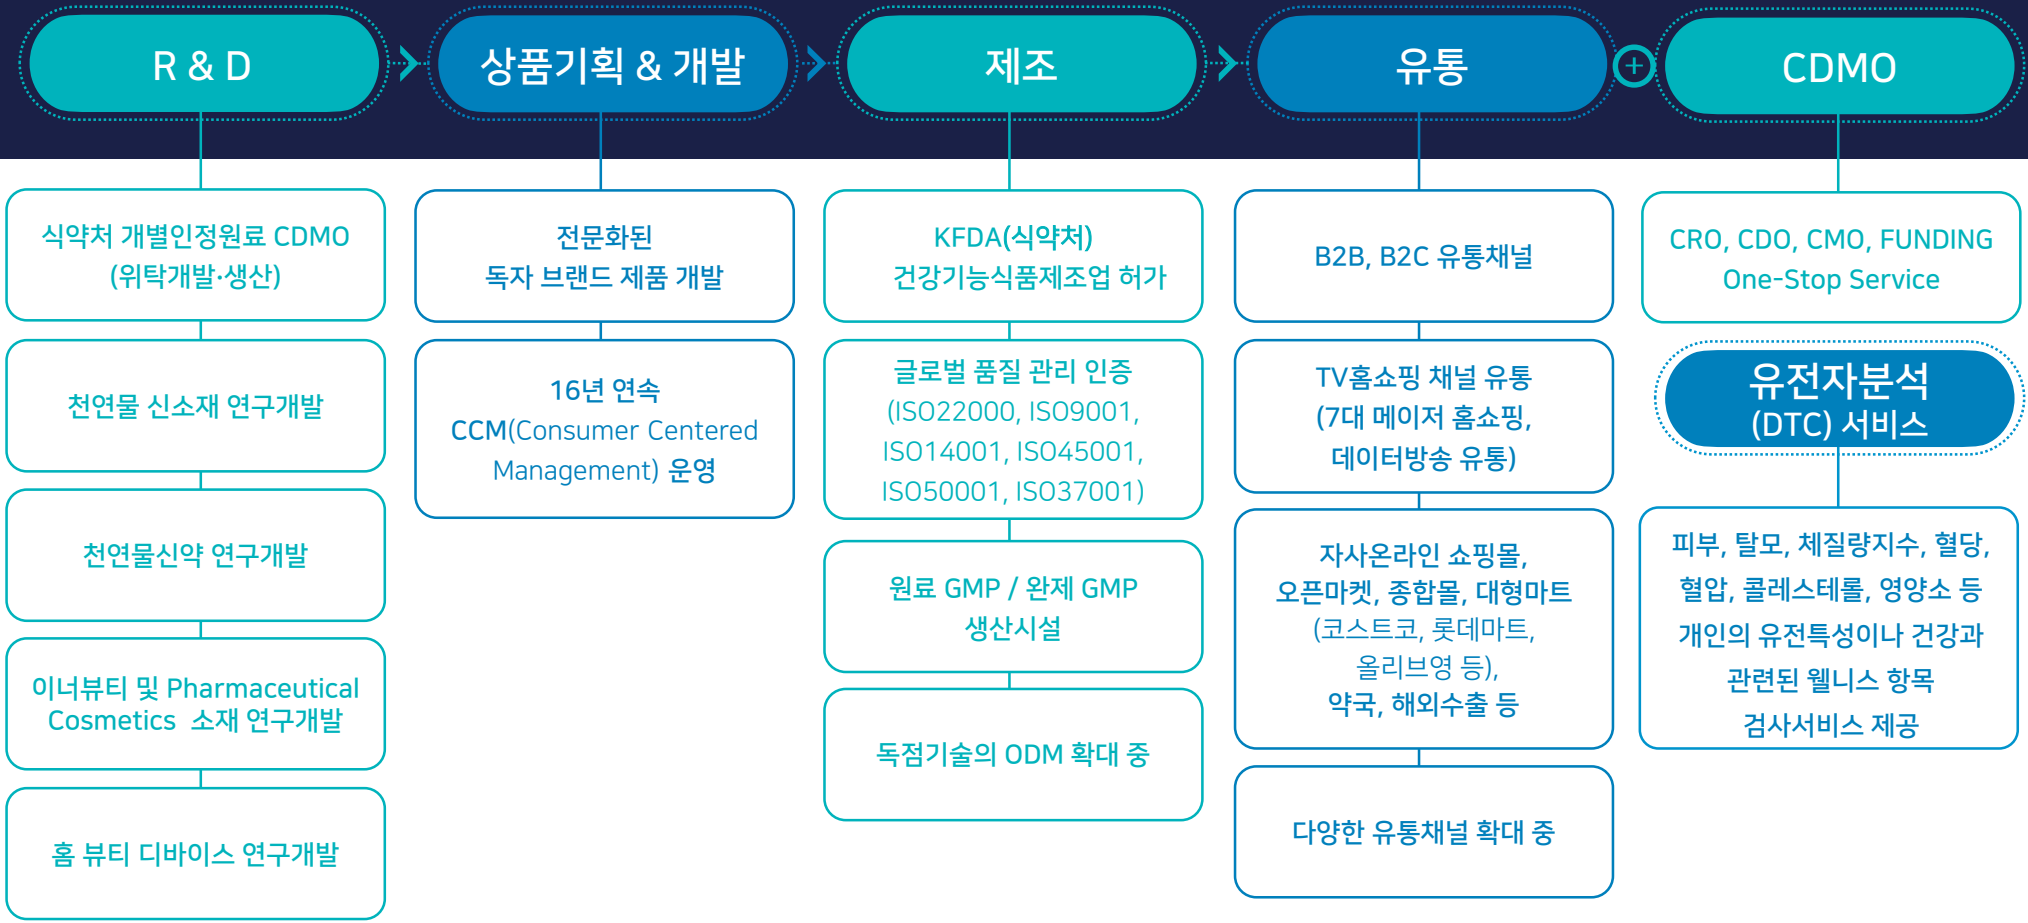 R & D
상품기획 & 개발
제조
유통
+
CDMO
식약처 개별인정원료 CDMO
(위탁개발·생산)
천연물 신소재 연구개발
천연물신약 연구개발
이너뷰티 및 Pharmaceutical
Cosmetics 소재 연구개발
홈 뷰티 디바이스 연구개발
전문화된
독자 브랜드 제품 개발
16년 연속
CCM(Consumer Centered
Management) 운영
KFDA(식약처)
건강기능식품제조업 허가
글로벌 품질 관리 인증
(ISO22000, ISO9001,
ISO14001, ISO45001,
ISO50001, ISO37001)
원료 GMP / 완제 GMP
생산시설
독점기술의 ODM 확대 중
B2B, B2C 유통채널
TV홈쇼핑 채널 유통
(7대 메이저 홈쇼핑,
데이터방송 유통)
자사온라인 쇼핑몰,
오픈마켓, 종합몰, 대형마트
(코스트코, 롯데마트,
올리브영 등),
약국, 해외수출 등
다양한 유통채널 확대 중
CRO, CDO, CMO, FUNDING
One-Stop Service
유전자분석
(DTC) 서비스
피부, 탈모, 체질량지수, 혈당,
혈압, 콜레스테롤, 영양소 등
개인의 유전특성이나 건강과
관련된 웰니스 항목
검사서비스 제공